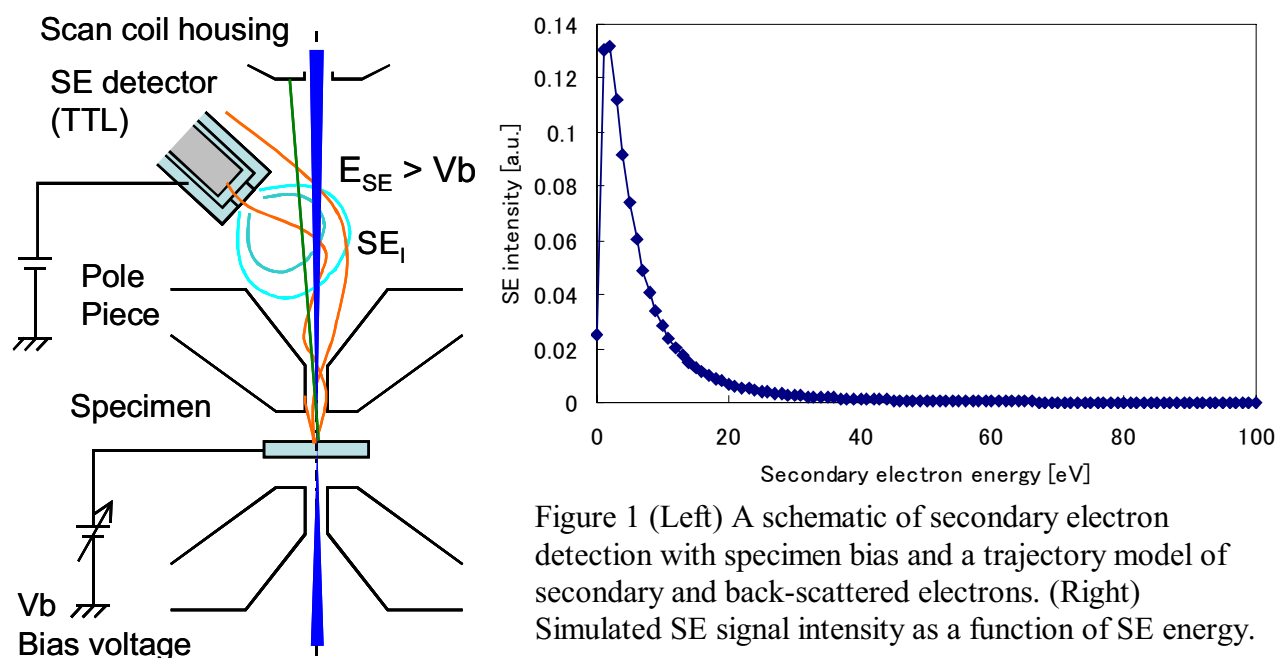 Scan coil housing
SE detector
(TTL)
E_SE > Vb
SE_I
Pole
Piece
Specimen
Vb
Bias voltage
0.14
0.12
0.1
0.08
0.06
0.04
0.02
0
SE intensity [a.u.]
0 20 40 60 80 100
Secondary electron energy [eV]
Figure 1 (Left) A schematic of secondary electron
detection with specimen bias and a trajectory model of
secondary and back-scattered electrons. (Right)
Simulated SE signal intensity as a function of SE energy.